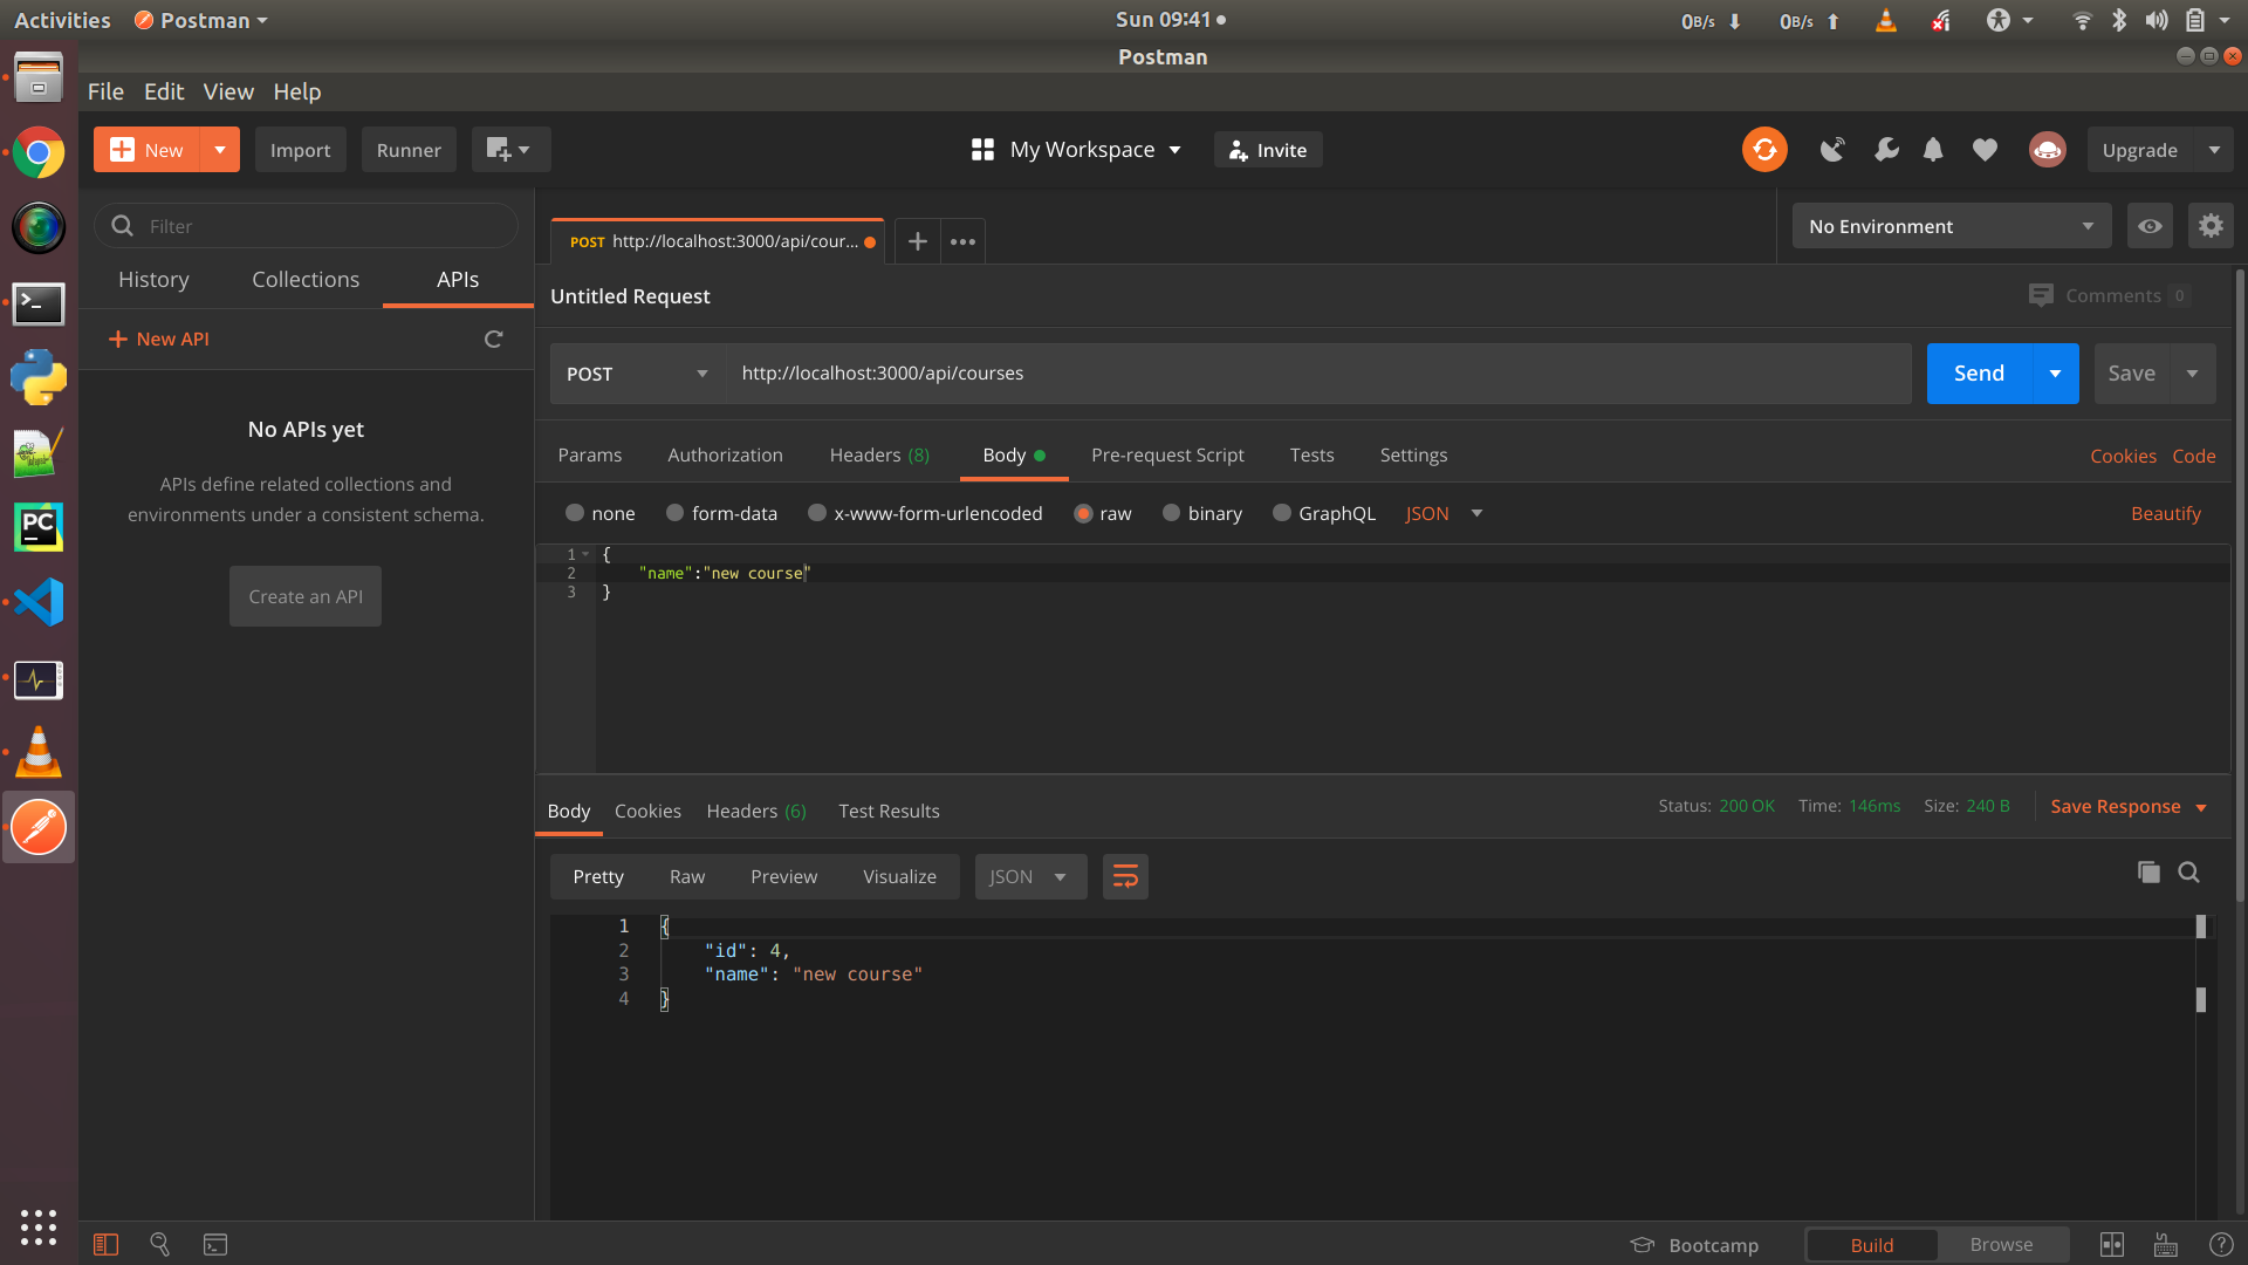 Activities Postman Sun 09:41 0B/s 0B/s
Postman
File Edit View Help
New Import Runner My Workspace Invite Upgrade
Filter
POST http://localhost:3000/api/cour... No Environment
History Collections APIs
Untitled Request Comments 0
New API
POST http://localhost:3000/api/courses Send Save
No APIs yet
APIs define related collections and
environments under a consistent schema.
Create an API
Params Authorization Headers (8) Body Pre-request Script Tests Settings Cookies Code
none form-data x-www-form-urlencoded raw binary GraphQL JSON Beautify
1 {
2 "name":"new course"
3 }
PC
Body Cookies Headers (6) Test Results Status: 200 OK Time: 146ms Size: 240 B Save Response
Pretty Raw Preview Visualize JSON
1 {
2 "id": 4,
3 "name": "new course"
4 }
Bootcamp Build Browse